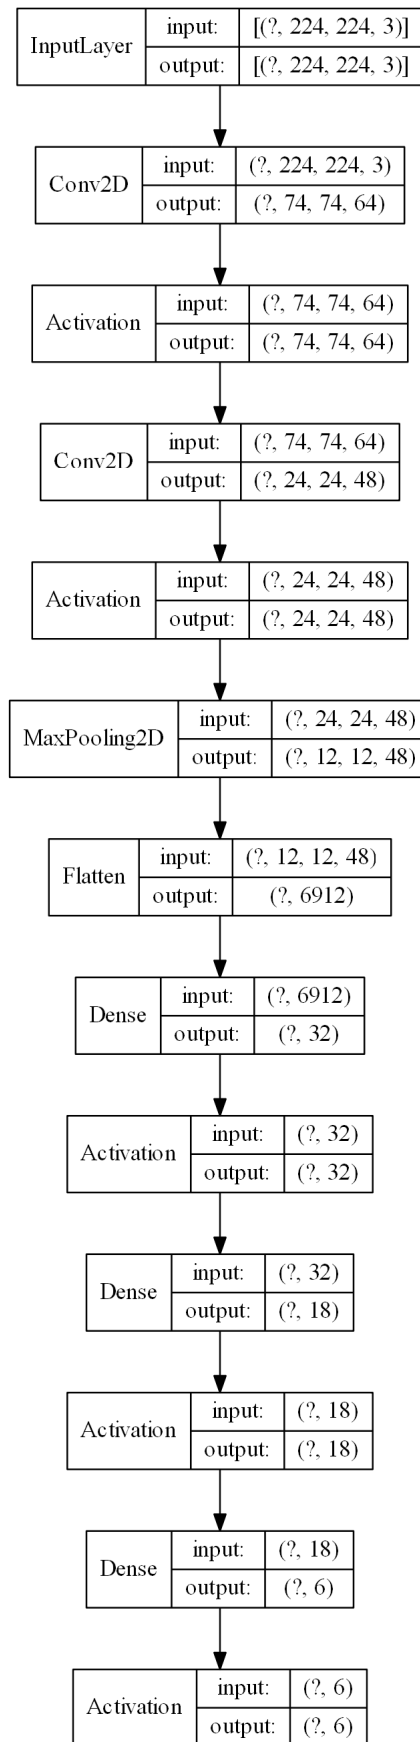 InputLayer input: [(?, 224, 224, 3)]
output: [(?, 224, 224, 3)]
Conv2D input: (?, 224, 224, 3)
output: (?, 74, 74, 64)
Activation input: (?, 74, 74, 64)
output: (?, 74, 74, 64)
Conv2D input: (?, 74, 74, 64)
output: (?, 24, 24, 48)
Activation input: (?, 24, 24, 48)
output: (?, 24, 24, 48)
MaxPooling2D input: (?, 24, 24, 48)
output: (?, 12, 12, 48)
Flatten input: (?, 12, 12, 48)
output: (?, 6912)
Dense input: (?, 6912)
output: (?, 32)
Activation input: (?, 32)
output: (?, 32)
Dense input: (?, 32)
output: (?, 18)
Activation input: (?, 18)
output: (?, 18)
Dense input: (?, 18)
output: (?, 6)
Activation input: (?, 6)
output: (?, 6)